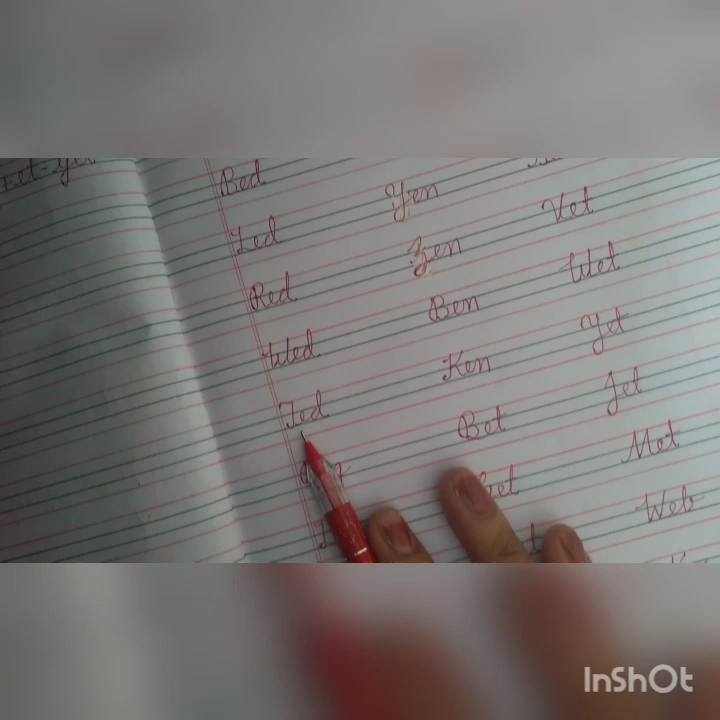 Bed Yen Vet
Led Zen Wet
Red Ben Yet
Wed Ken Jet
Ted Bet Met
Web
InShOt